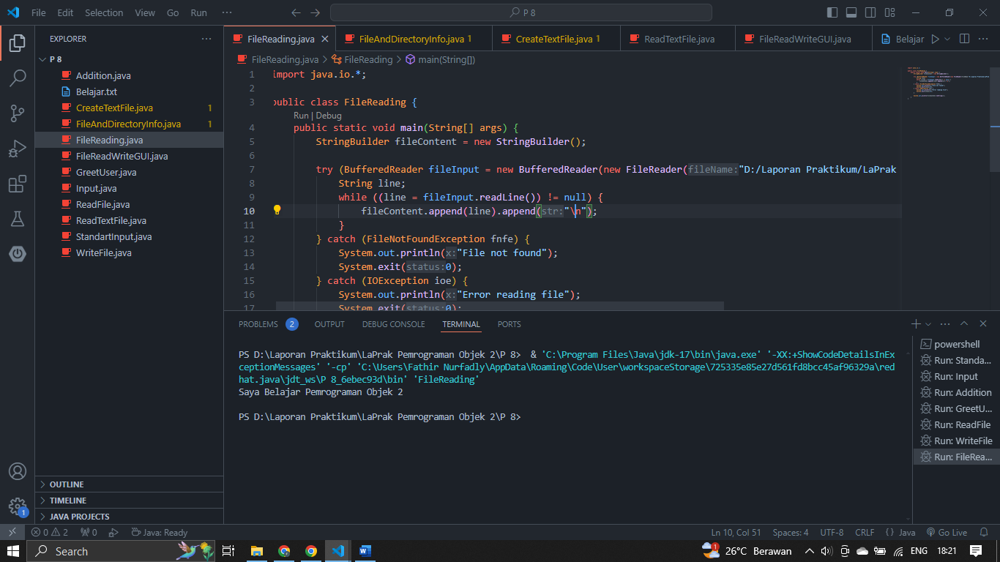 File Edit Selection View Go Run ··· P 8
EXPLORER ···
P 8
Addition.java
Belajar.txt
CreateTextFile.java 1
FileAndDirectoryInfo.java 1
FileReading.java
FileReadWriteGUI.java
GreetUser.java
Input.java
ReadFile.java
ReadTextFile.java
StandartInput.java
WriteFile.java
OUTLINE
TIMELINE
JAVA PROJECTS
FileReading.java FileAndDirectoryInfo.java 1 CreateTextFile.java 1 ReadTextFile.java FileReadWriteGUI.java Belajar ···
FileReading.java > FileReading > main(String[])
1 import java.io.*;
2
3 public class FileReading {
Run | Debug
4 public static void main(String[] args) {
5 StringBuilder fileContent = new StringBuilder();
6
7 try (BufferedReader fileInput = new BufferedReader(new FileReader(fileName:"D:/Laporan Praktikum/LaPrak
8 String line;
9 while ((line = fileInput.readLine()) != null) {
10 fileContent.append(line).append(str:"\n");
11 }
12 } catch (FileNotFoundException fnfe) {
13 System.out.println(x:"File not found");
14 System.exit(status:0);
15 } catch (IOException ioe) {
16 System.out.println(x:"Error reading file");
17 System.exit(status:0);
PROBLEMS 2 OUTPUT DEBUG CONSOLE TERMINAL PORTS
PS D:\Laporan Praktikum\LaPrak Pemrograman Objek 2\P 8> & 'C:\Program Files\Java\jdk-17\bin\java.exe' '-XX:+ShowCodeDetailsInEx
ceptionMessages' '-cp' 'C:\Users\Fathir Nurfadly\AppData\Roaming\Code\User\workspaceStorage\725335e85e27d561fd8bcc45af96329a\red
hat.java\jdt_ws\P 8_6ebec93d\bin' 'FileReading'
Saya Belajar Pemrograman Objek 2
PS D:\Laporan Praktikum\LaPrak Pemrograman Objek 2\P 8>
powershell
Run: Standa...
Run: Input
Run: Addition
Run: GreetU...
Run: ReadFile
Run: WriteFile
Run: FileRea...
1
0 2 0 Java: Ready Ln 10, Col 51 Spaces: 4 UTF-8 CRLF {} Java Go Live
Search 1 26°C Berawan ENG 18:21